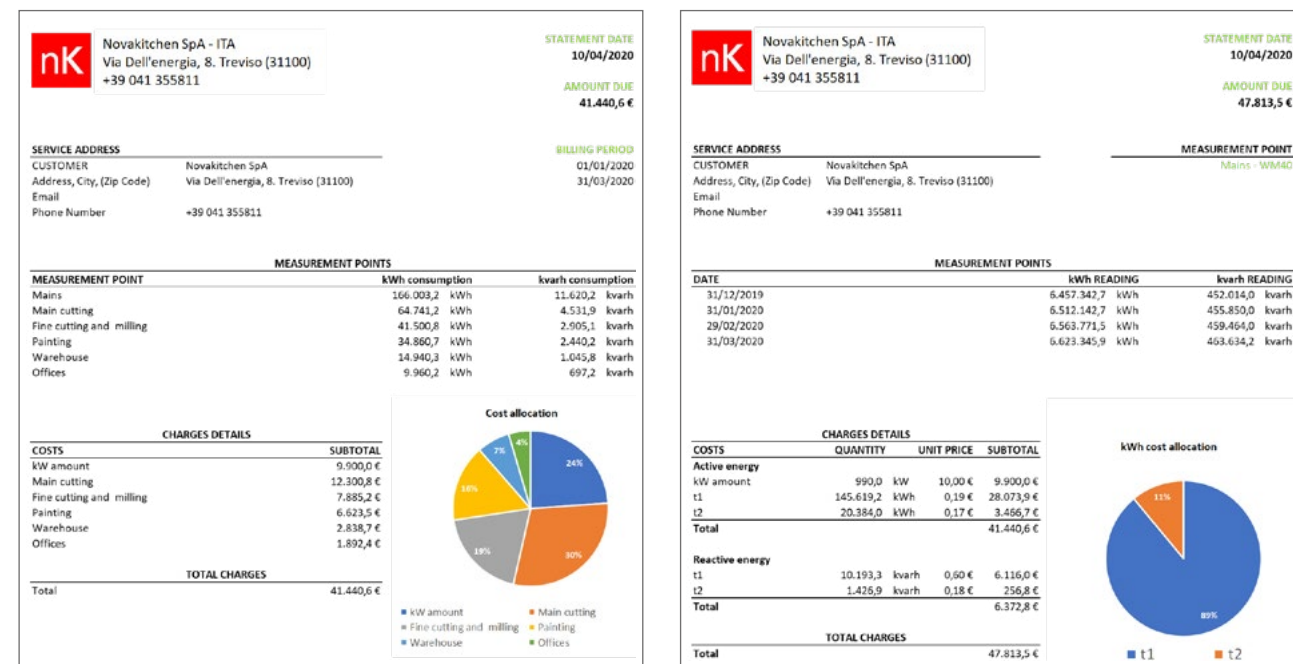 nK
Novakitchen SpA - ITA
Via Dell'energia, 8. Treviso (31100)
+39 041 355811
STATEMENT DATE
10/04/2020
AMOUNT DUE
41.440,6 €
SERVICE ADDRESS
BILLING PERIOD
CUSTOMER Novakitchen SpA 01/01/2020
Address, City, (Zip Code) Via Dell'energia, 8. Treviso (31100) 31/03/2020
Email
Phone Number +39 041 355811
MEASUREMENT POINTS
MEASUREMENT POINT kWh consumption kvarh consumption
Mains 166.003,2 kWh 11.620,2 kvarh
Main cutting 64.741,2 kWh 4.531,9 kvarh
Fine cutting and milling 41.500,8 kWh 2.905,1 kvarh
Painting 34.860,7 kWh 2.440,2 kvarh
Warehouse 14.940,3 kWh 1.045,8 kvarh
Offices 9.960,2 kWh 697,2 kvarh
CHARGES DETAILS
COSTS SUBTOTAL
kW amount 9.900,0 €
Main cutting 12.300,8 €
Fine cutting and milling 7.885,2 €
Painting 6.623,5 €
Warehouse 2.838,7 €
Offices 1.892,4 €
TOTAL CHARGES
Total 41.440,6 €
Cost allocation
4%
7%
24%
16%
19%
30%
kW amount Main cutting
Fine cutting and milling Painting
Warehouse Offices
nK
Novakitchen SpA - ITA
Via Dell'energia, 8. Treviso (31100)
+39 041 355811
STATEMENT DATE
10/04/2020
AMOUNT DUE
47.813,5 €
SERVICE ADDRESS MEASUREMENT POINT
CUSTOMER Novakitchen SpA Mains - WM40
Address, City, (Zip Code) Via Dell'energia, 8. Treviso (31100)
Email
Phone Number +39 041 355811
MEASUREMENT POINTS
DATE kWh READING kvarh READING
31/12/2019 6.457.342,7 kWh 452.014,0 kvarh
31/01/2020 6.512.142,7 kWh 455.850,0 kvarh
29/02/2020 6.563.771,5 kWh 459.464,0 kvarh
31/03/2020 6.623.345,9 kWh 463.634,2 kvarh
CHARGES DETAILS
COSTS QUANTITY UNIT PRICE SUBTOTAL
Active energy
kW amount 990,0 kW 10,00 € 9.900,0 €
t1 145.619,2 kWh 0,19 € 28.073,9 €
t2 20.384,0 kWh 0,17 € 3.466,7 €
Total 41.440,6 €
Reactive energy
t1 10.193,3 kvarh 0,60 € 6.116,0 €
t2 1.426,9 kvarh 0,18 € 256,8 €
Total 6.372,8 €
TOTAL CHARGES
Total 47.813,5 €
kWh cost allocation
11%
89%
t1 t2